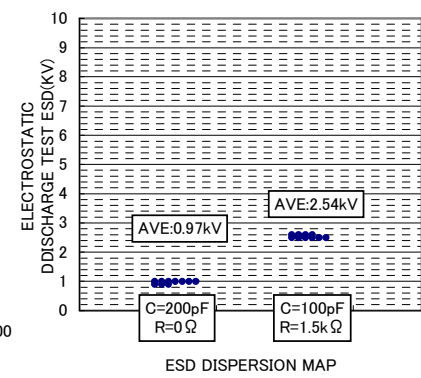 ELECTROSTATIC
DDISCHARGE TEST ESD(KV)
10
9
8
7
6
5
4
3
2
1
0
AVE:2.54kV
AVE:0.97kV
C=200pF
R=0Ω
C=100pF
R=1.5kΩ
00
ESD DISPERSION MAP